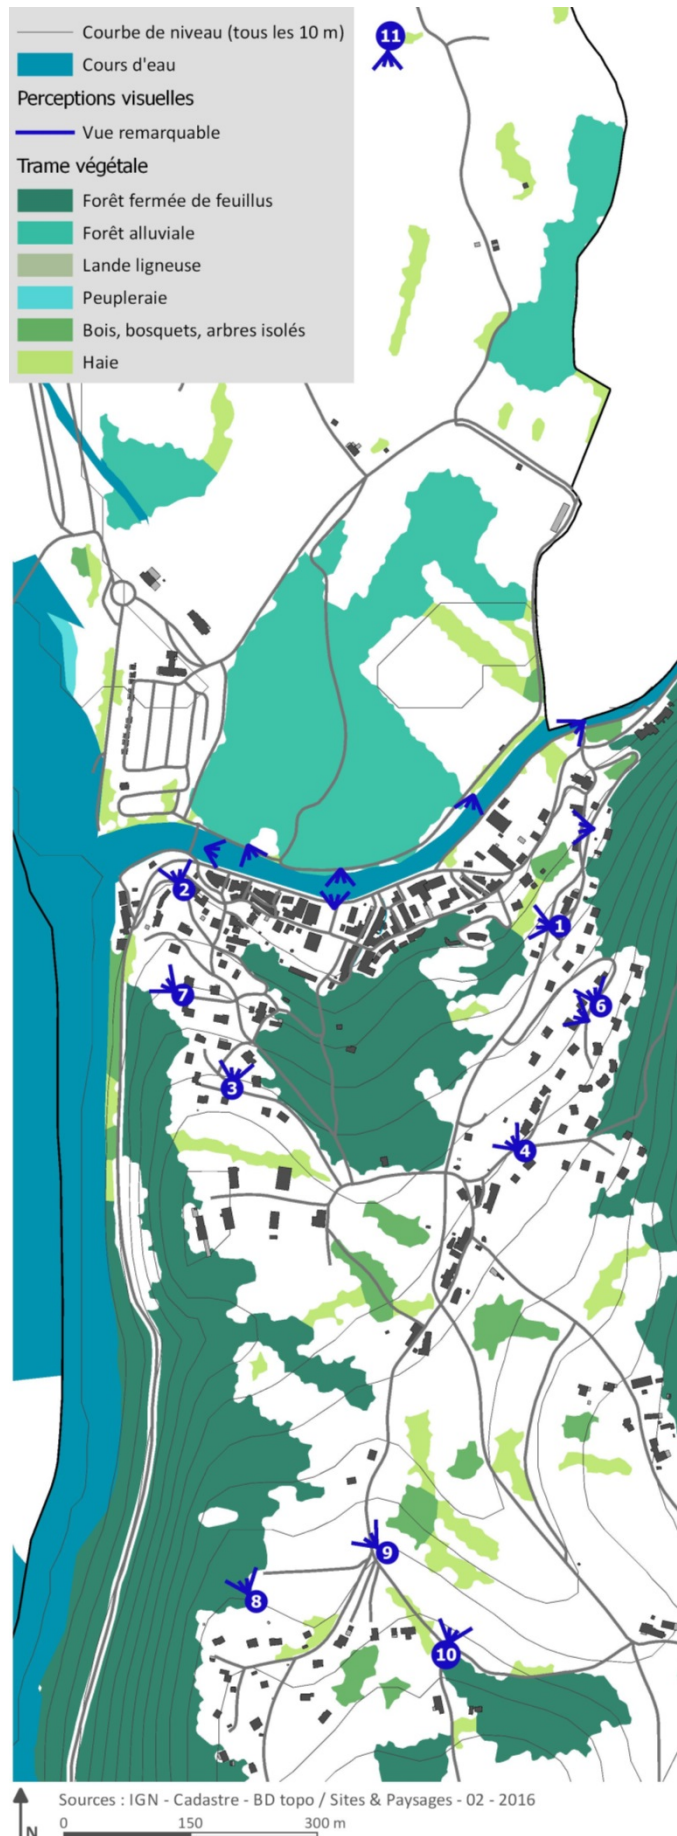 Courbe de niveau (tous les 10 m)
Cours d'eau
Perceptions visuelles
Vue remarquable
Trame végétale
Forêt fermée de feuillus
Forêt alluviale
Lande ligneuse
Peupleraie
Bois, bosquets, arbres isolés
Haie
11
2
1
7
6
3
4
9
8
10
Sources : IGN - Cadastre - BD topo / Sites & Paysages - 02 - 2016
N
0 150 300 m